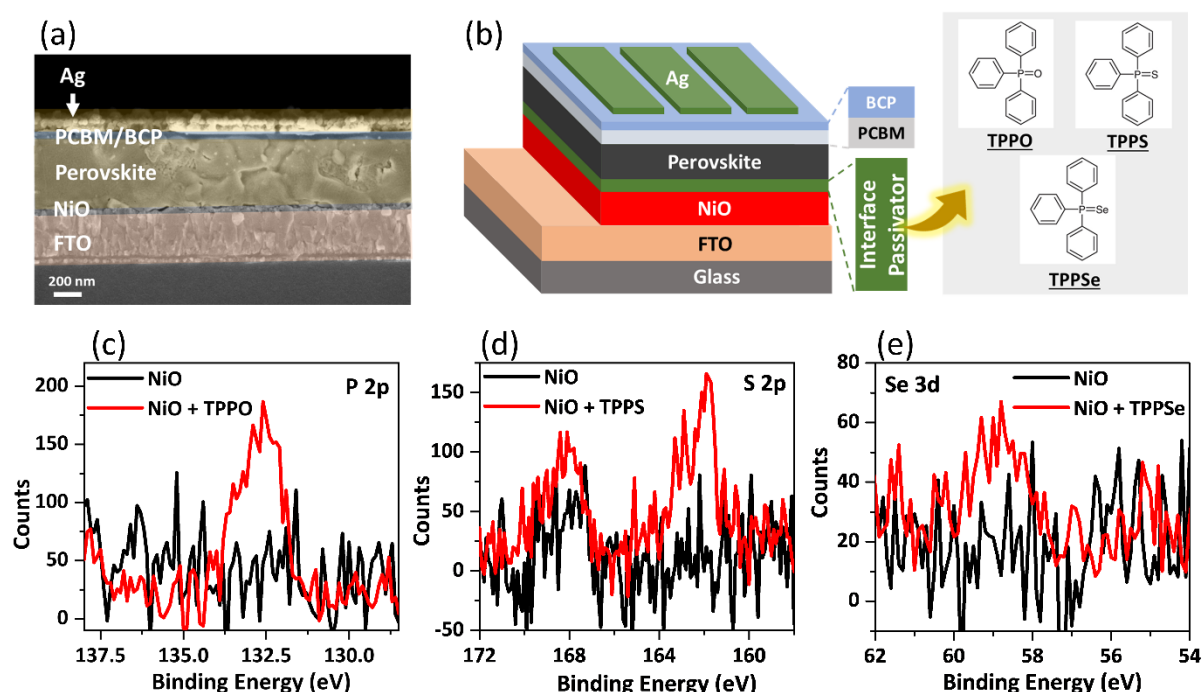 (a)
Ag
PCBM/BCP
Perovskite
NiO
FTO
200 nm
(b)
Ag
Perovskite
NiO
FTO
Glass
BCP
PCBM
Interface
Passivator
P=O
TPPO
P=S
TPPS
P=Se
TPPSe
(c)
NiO
NiO + TPPO
P 2p
200
150
100
50
0
Counts
137.5 135.0 132.5 130.0
Binding Energy (eV)
(d)
NiO
NiO + TPPS
S 2p
150
100
50
0
-50
Counts
172 168 164 160
Binding Energy (eV)
(e)
Se 3d
NiO
NiO + TPPSe
80
60
40
20
0
Counts
62 60 58 56 54
Binding Energy (eV)